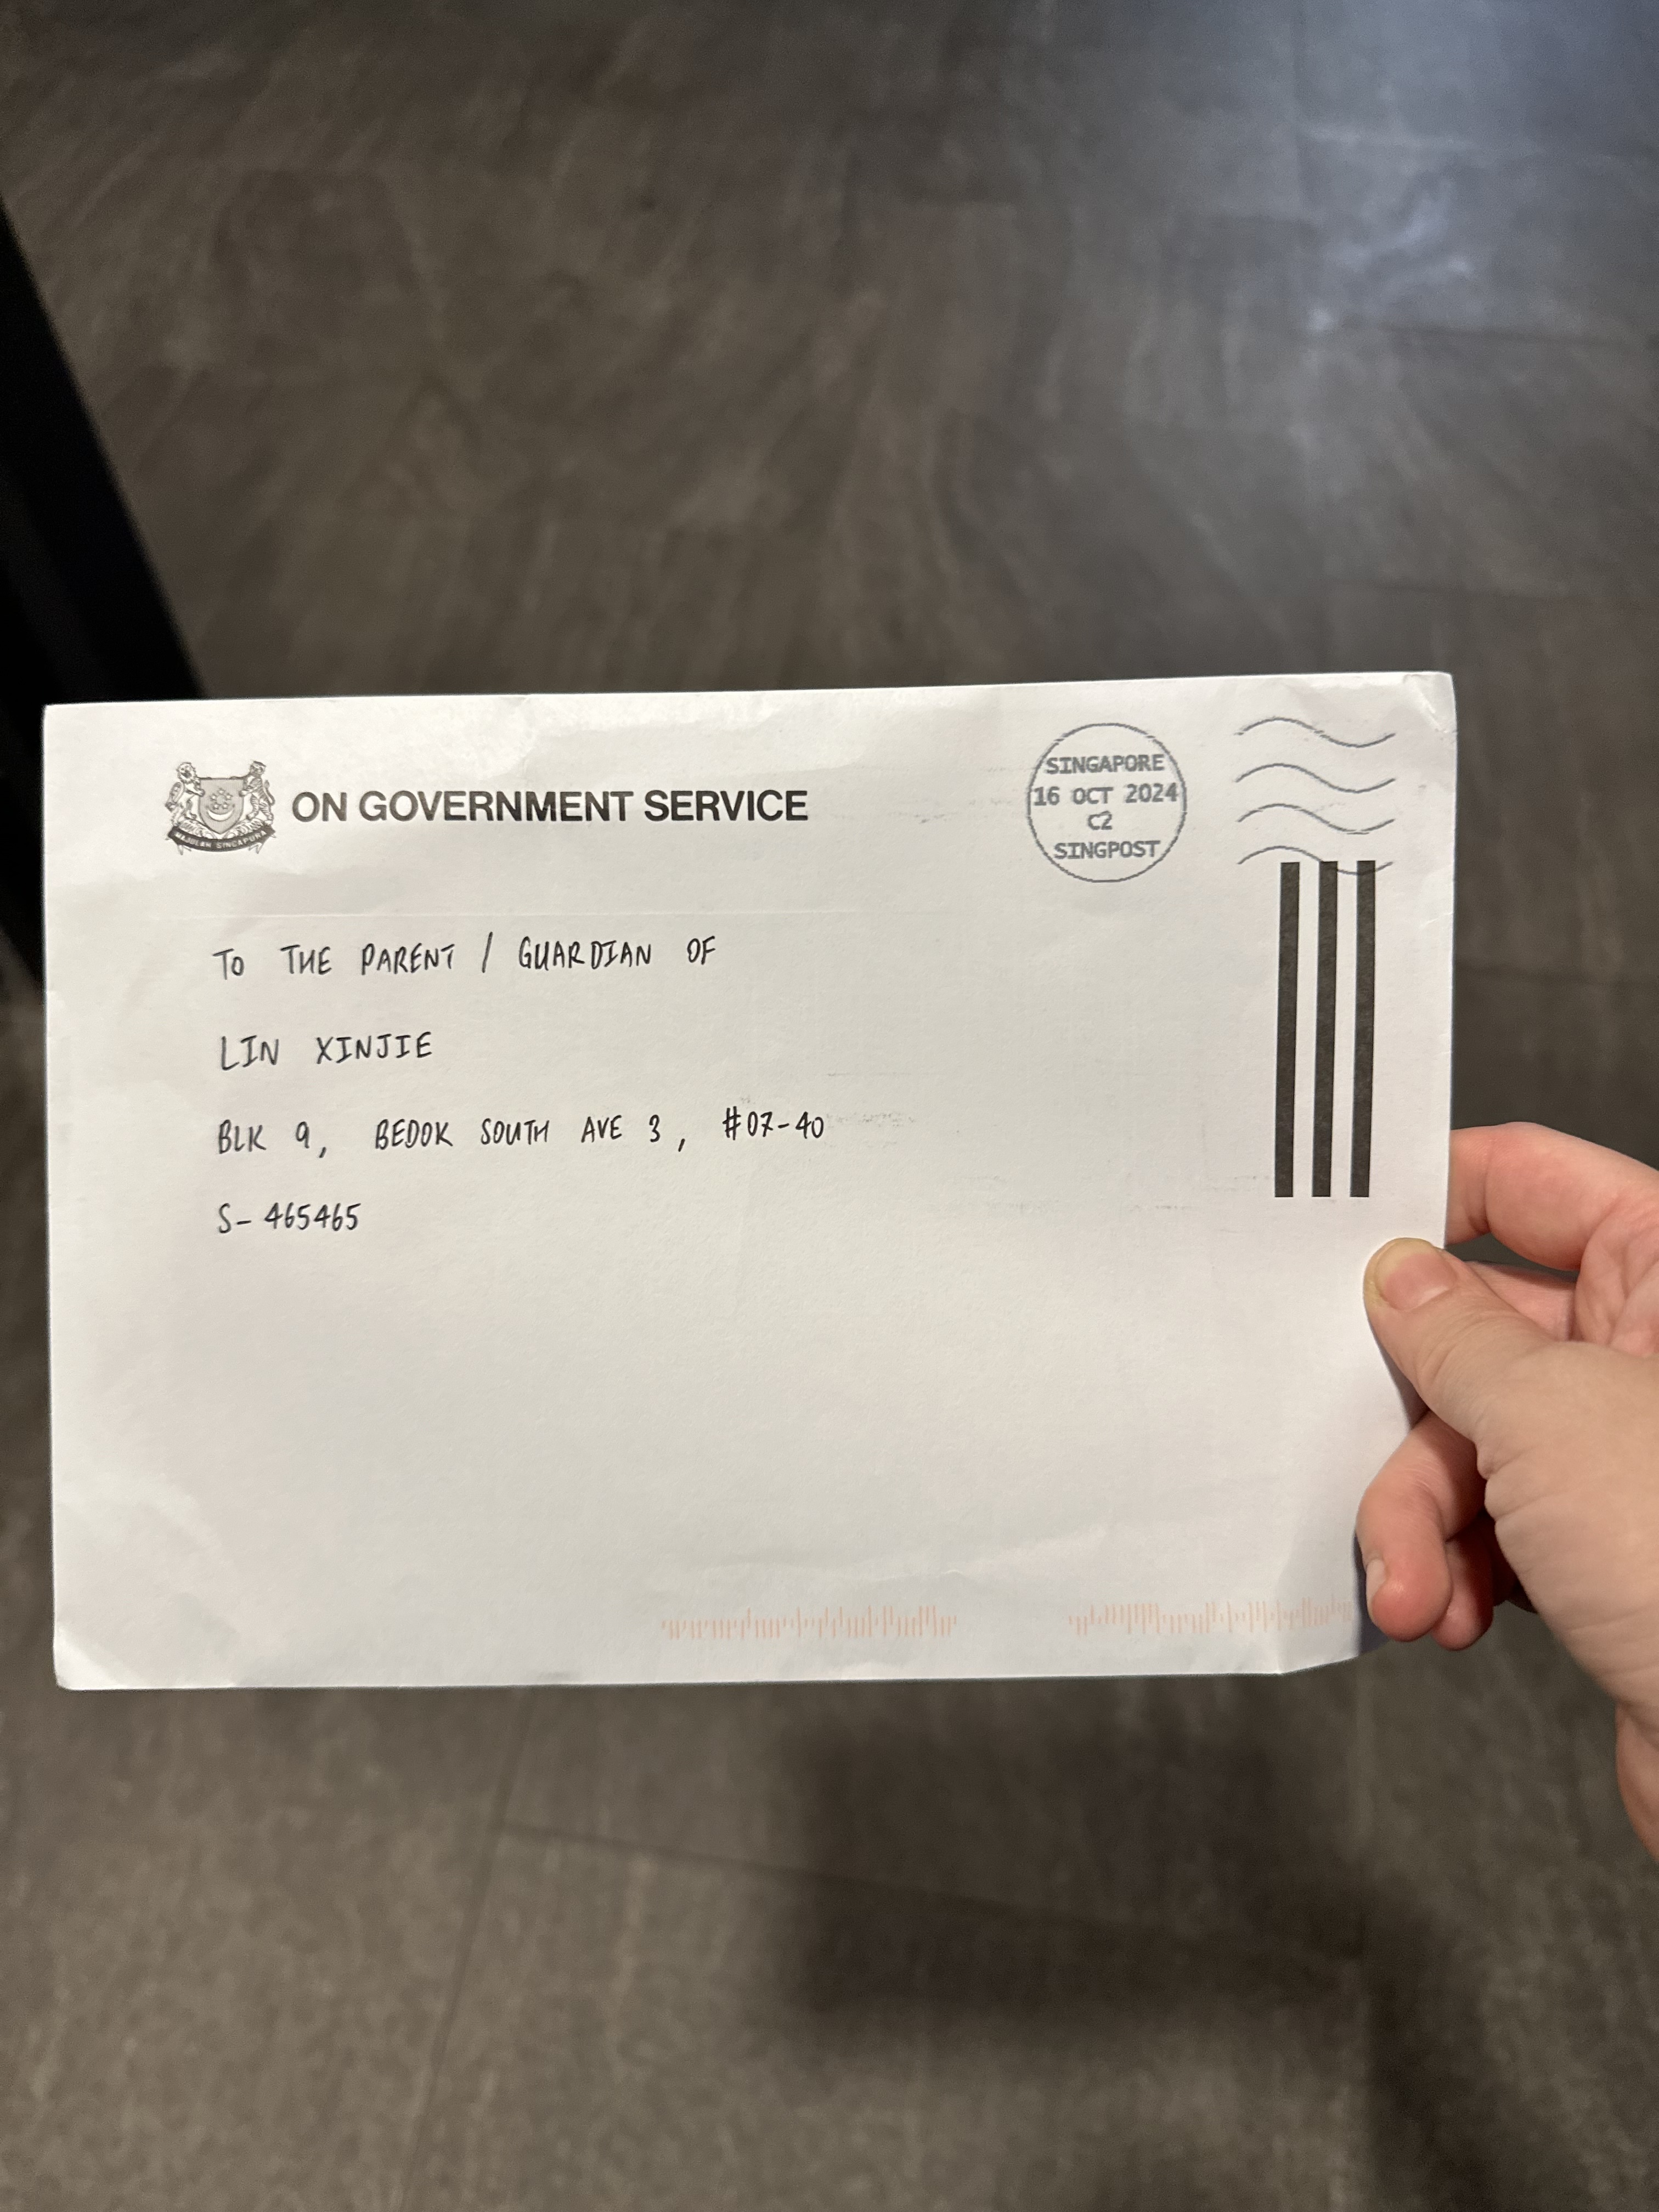 ON GOVERNMENT SERVICE
MAJULAH SINGAPURA
SINGAPORE
16 OCT 2024
C2
SINGPOST
TO THE PARENT / GUARDIAN OF
LIN XINJIE
BLK 9, BEDOK SOUTH AVE 3, #07-40
S-465465